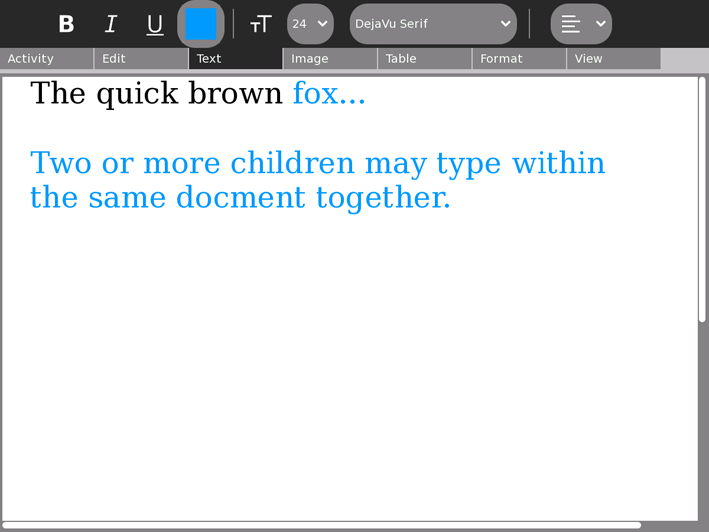 B I U TT 24 DejaVu Serif
Activity Edit Text Image Table Format View
The quick brown fox...
Two or more children may type within
the same docment together.